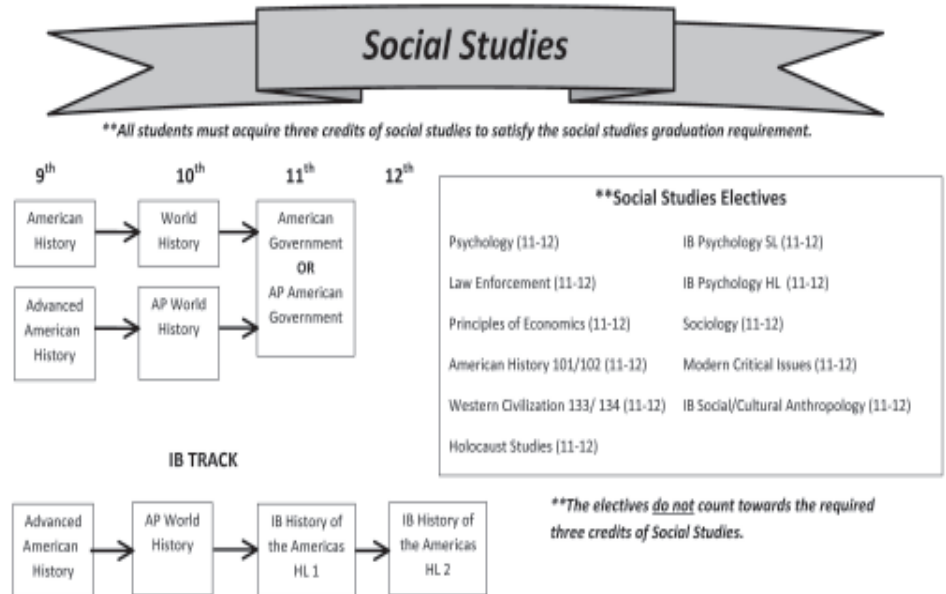 Social Studies
**All students must acquire three credits of social studies to satisfy the social studies graduation requirement.
9th
10th
11th
12th
American
History
World
History
American
Government
OR
AP American
Government
Advanced
American
History
AP World
History
**Social Studies Electives
Psychology (11-12)
IB Psychology SL (11-12)
Law Enforcement (11-12)
IB Psychology HL (11-12)
Principles of Economics (11-12)
Sociology (11-12)
American History 101/102 (11-12)
Modern Critical Issues (11-12)
Western Civilization 133/ 134 (11-12)
IB Social/Cultural Anthropology (11-12)
Holocaust Studies (11-12)
IB TRACK
Advanced
American
History
AP World
History
IB History of
the Americas
HL 1
IB History of
the Americas
HL 2
**The electives do not count towards the required
three credits of Social Studies.